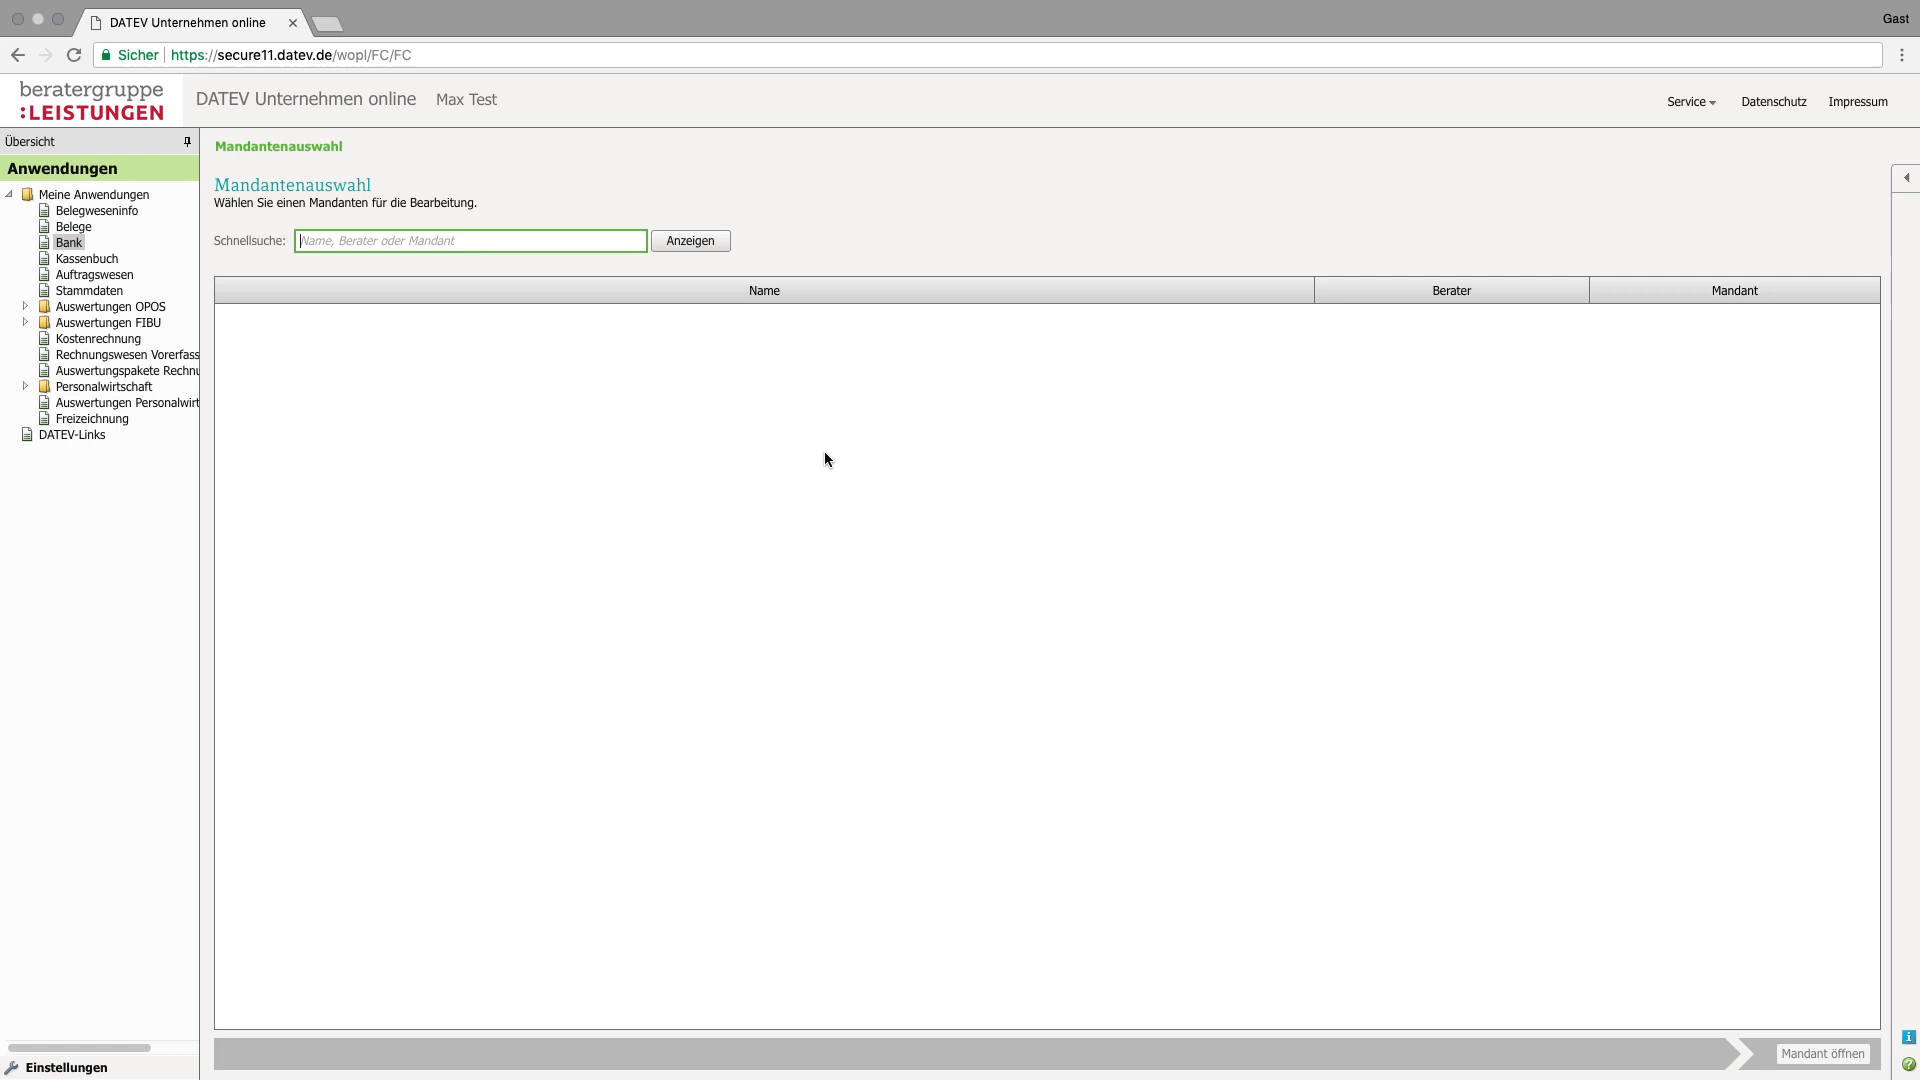 DATEV Unternehmen online
Gast
Sicher https://secure11.datev.de/wopl/FC/FC
beratergruppe
:LEISTUNGEN
DATEV Unternehmen online Max Test
Service Datenschutz Impressum
Übersicht
Anwendungen
Meine Anwendungen
Belegweseninfo
Belege
Bank
Kassenbuch
Auftragswesen
Stammdaten
Auswertungen OPOS
Auswertungen FIBU
Kostenrechnung
Rechnungswesen Vorerfass
Auswertungspakete Rechnu
Personalwirtschaft
Auswertungen Personalwirt
Freizeichnung
DATEV-Links
Einstellungen
Mandantenauswahl
Mandantenauswahl
Wählen Sie einen Mandanten für die Bearbeitung.
Schnellsuche: Name, Berater oder Mandant Anzeigen
Name Berater Mandant
Mandant öffnen